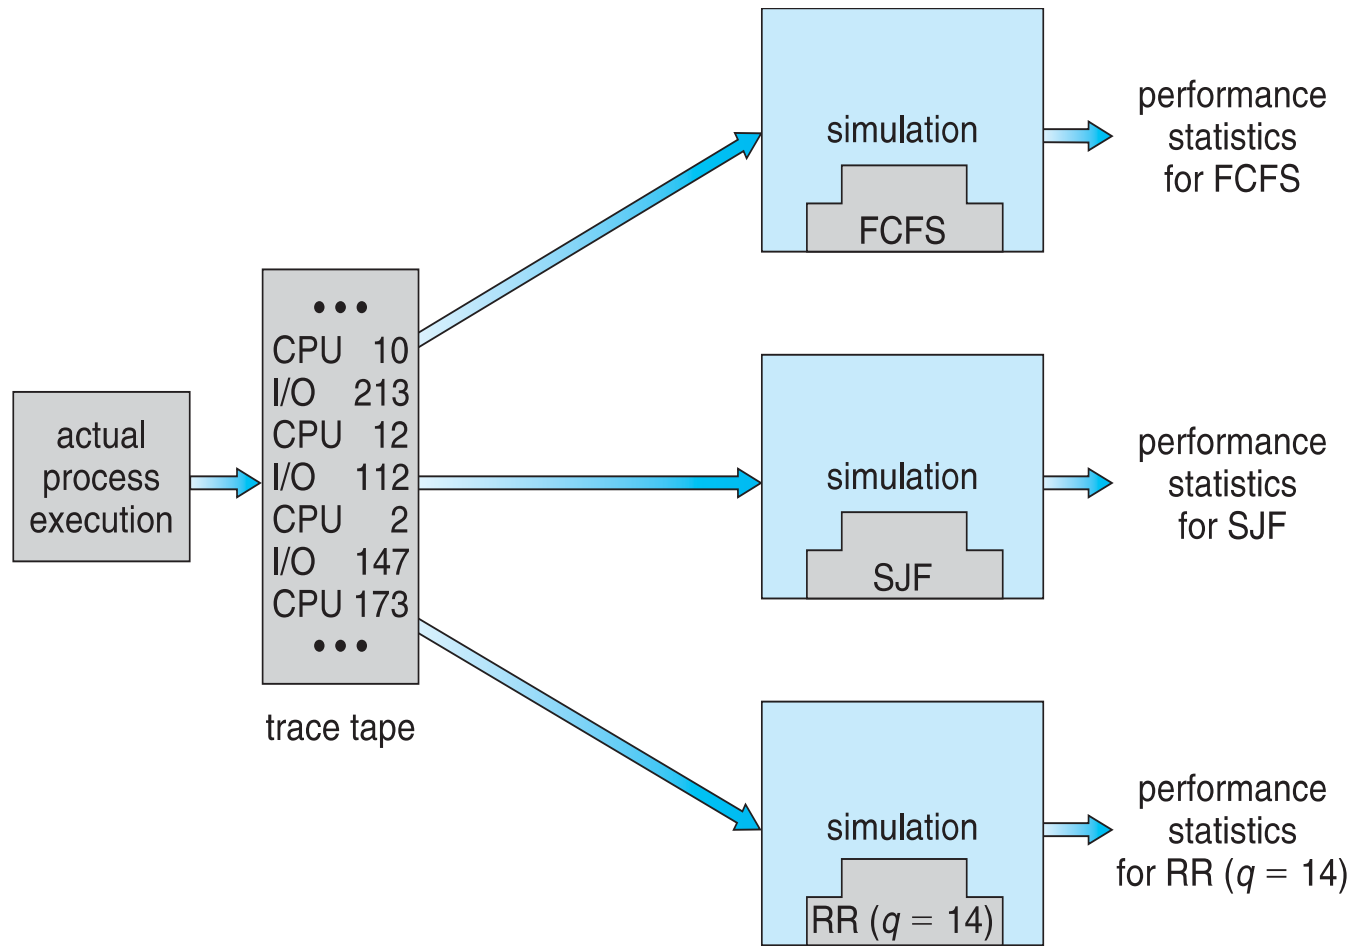 actual
process
execution
• • •
CPU 10
I/O 213
CPU 12
I/O 112
CPU 2
I/O 147
CPU 173
• • •
trace tape
simulation
FCFS
performance
statistics
for FCFS
simulation
SJF
performance
statistics
for SJF
simulation
RR (q = 14)
performance
statistics
for RR (q = 14)